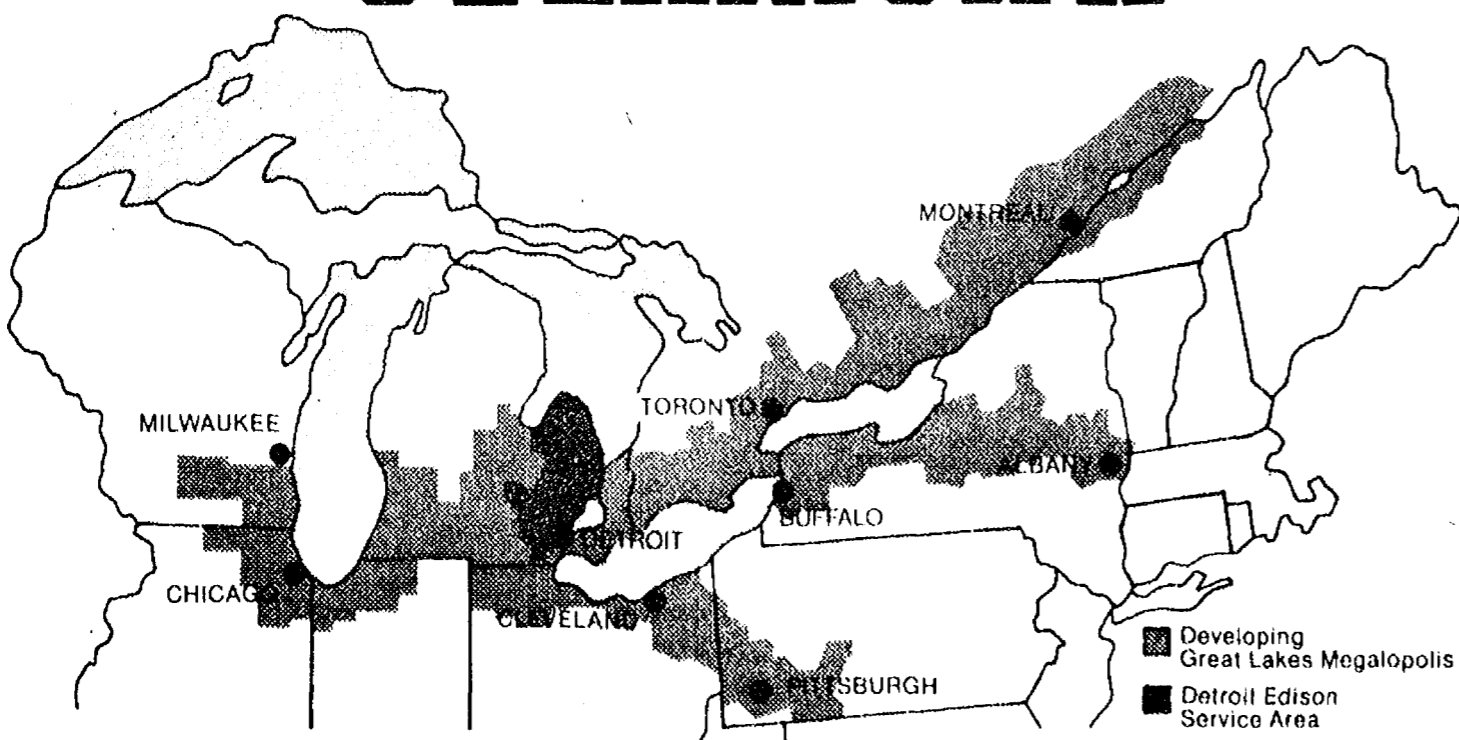 MONTREAL
TORONTO
MILWAUKEE
ALBANY
BUFFALO
DETROIT
CHICAGO
CLEVELAND
PITTSBURGH
Developing
Great Lakes Megalopolis
Detroit Edison
Service Area